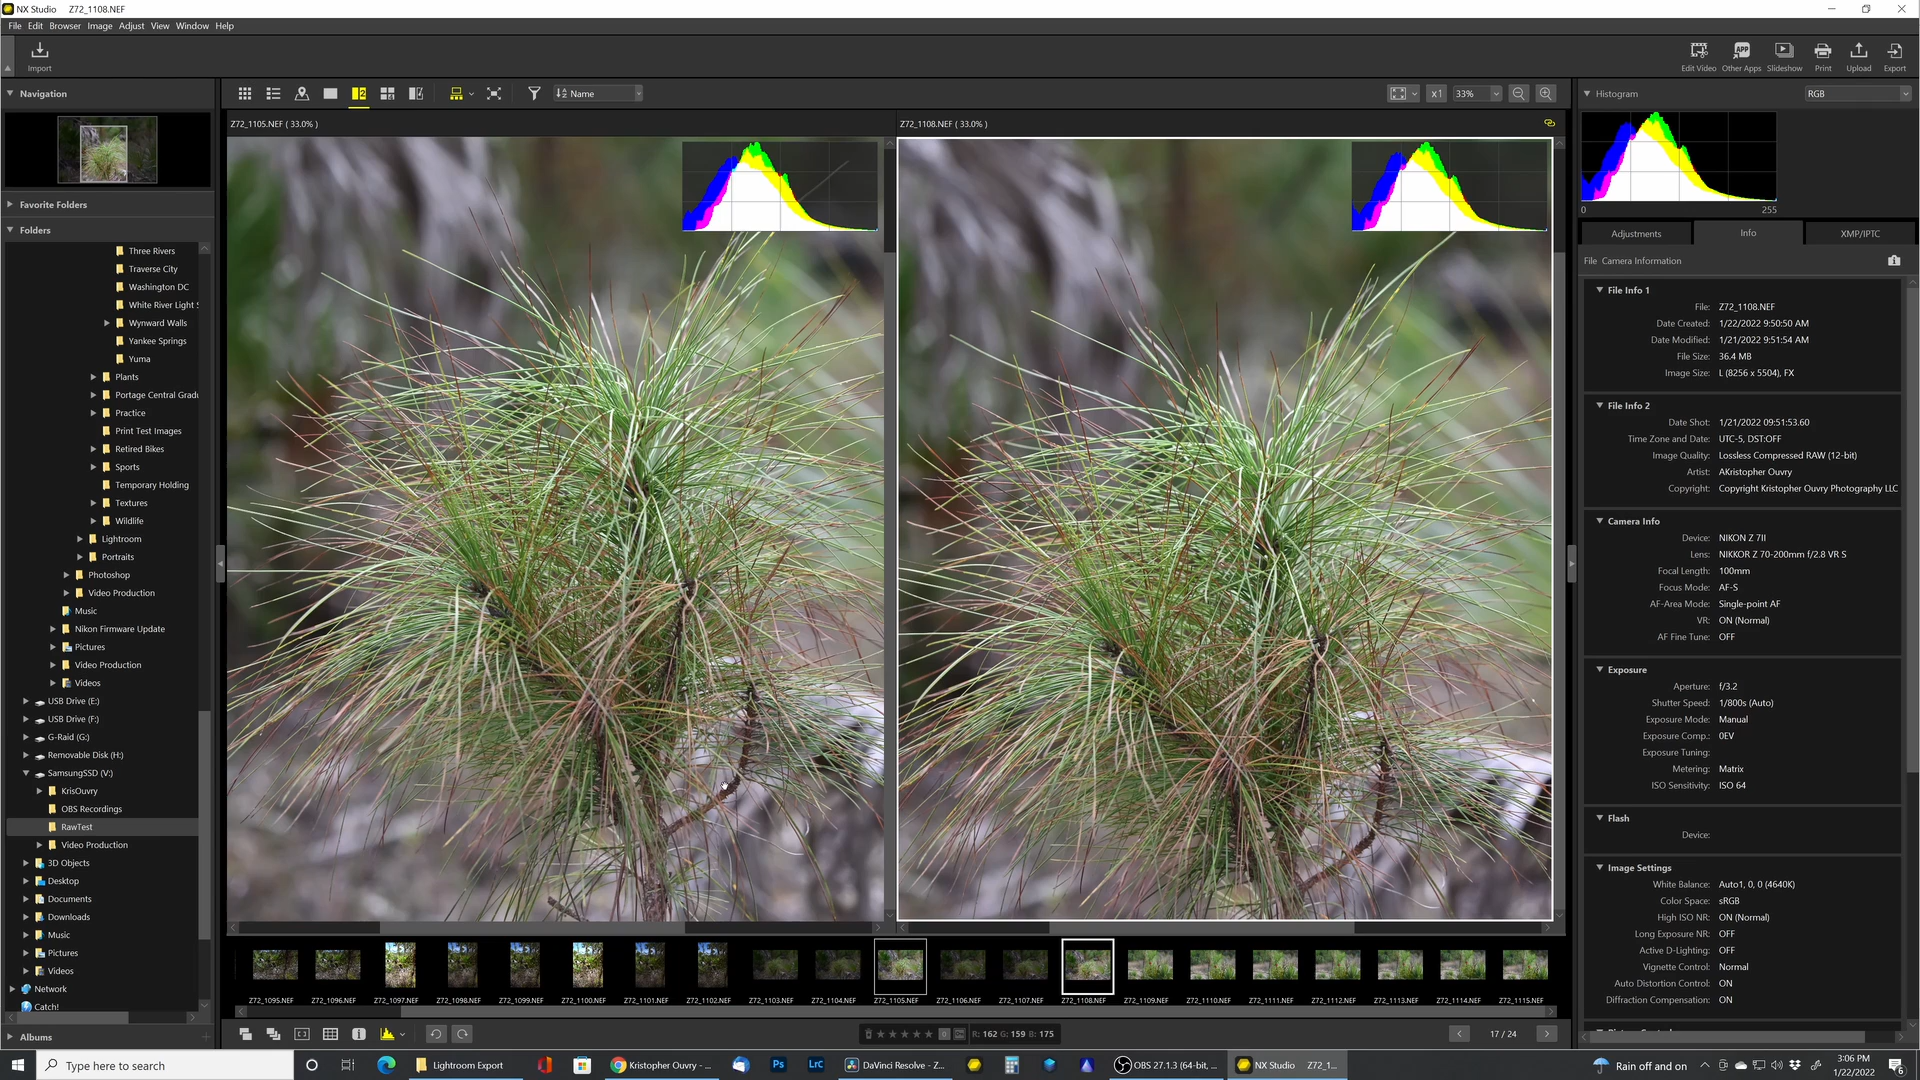 NX Studio Z72_1108.NEF
File Edit Browser Image Adjust View Window Help
Import
Edit Video Other Apps Slideshow Print Upload Export
Navigation
Name
x1 33%
Histogram RGB
Z72_1105.NEF ( 33.0% )
Z72_1108.NEF ( 33.0% )
0 255
Favorite Folders
Folders
Three Rivers
Traverse City
Washington DC
White River Light S
Wynward Walls
Yankee Springs
Yuma
Plants
Portage Central Gradu
Practice
Print Test Images
Retired Bikes
Sports
Temporary Holding
Textures
Wildlife
Lightroom
Portraits
Photoshop
Video Production
Music
Nikon Firmware Update
Pictures
Video Production
Videos
USB Drive (E:)
USB Drive (F:)
G-Raid (G:)
Removable Disk (H:)
SamsungSSD (V:)
KrisOuvry
OBS Recordings
RawTest
Video Production
3D Objects
Desktop
Documents
Downloads
Music
Pictures
Videos
Network
Catch!
Albums
Adjustments Info XMP/IPTC
File Camera Information
File Info 1
File: Z72_1108.NEF
Date Created: 1/22/2022 9:50:50 AM
Date Modified: 1/21/2022 9:51:54 AM
File Size: 36.4 MB
Image Size: L (8256 x 5504), FX
File Info 2
Date Shot: 1/21/2022 09:51:53.60
Time Zone and Date: UTC-5, DST:OFF
Image Quality: Lossless Compressed RAW (12-bit)
Artist: AKristopher Ouvry
Copyright: Copyright Kristopher Ouvry Photography LLC
Camera Info
Device: NIKON Z 7II
Lens: NIKKOR Z 70-200mm f/2.8 VR S
Focal Length: 100mm
Focus Mode: AF-S
AF-Area Mode: Single-point AF
VR: ON (Normal)
AF Fine Tune: OFF
Exposure
Aperture: f/3.2
Shutter Speed: 1/800s (Auto)
Exposure Mode: Manual
Exposure Comp.: 0EV
Exposure Tuning:
Metering: Matrix
ISO Sensitivity: ISO 64
Flash
Device:
Image Settings
White Balance: Auto1, 0, 0 (4640K)
Color Space: sRGB
High ISO NR: ON (Normal)
Long Exposure NR: OFF
Active D-Lighting: OFF
Vignette Control: Normal
Auto Distortion Control: ON
Diffraction Compensation: ON
Z72_1095.NEF Z72_1096.NEF Z72_1097.NEF Z72_1098.NEF Z72_1099.NEF Z72_1100.NEF Z72_1101.NEF Z72_1102.NEF Z72_1103.NEF Z72_1104.NEF Z72_1105.NEF Z72_1106.NEF Z72_1107.NEF Z72_1108.NEF Z72_1109.NEF Z72_1110.NEF Z72_1111.NEF Z72_1112.NEF Z72_1113.NEF Z72_1114.NEF Z72_1115.NEF
R: 162 G: 159 B: 175
17 / 24
Type here to search
Lightroom Export
Kristopher Ouvry - ...
Ps
LrC
DaVinci Resolve - Z...
OBS 27.1.3 (64-bit, ...
NX Studio Z72_1...
Rain off and on
3:06 PM
1/22/2022
6